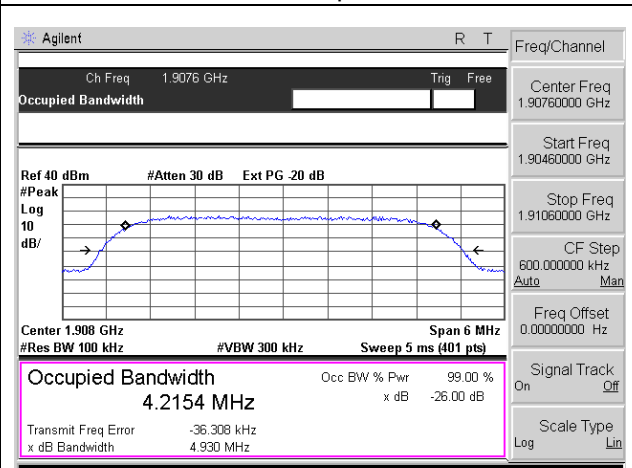 Agilent R T
Ch Freq 1.9076 GHz Trig Free
Occupied Bandwidth
Ref 40 dBm #Atten 30 dB Ext PG -20 dB
#Peak
Log
10
dB/
Center 1.908 GHz Span 6 MHz
#Res BW 100 kHz #VBW 300 kHz Sweep 5 ms (401 pts)
Occupied Bandwidth Occ BW % Pwr 99.00 %
4.2154 MHz x dB -26.00 dB
Transmit Freq Error -36.308 kHz
x dB Bandwidth 4.930 MHz
Freq/Channel
Center Freq
1.90760000 GHz
Start Freq
1.90460000 GHz
Stop Freq
1.91060000 GHz
CF Step
600.000000 kHz
Auto Man
Freq Offset
0.00000000 Hz
Signal Track
On Off
Scale Type
Log Lin